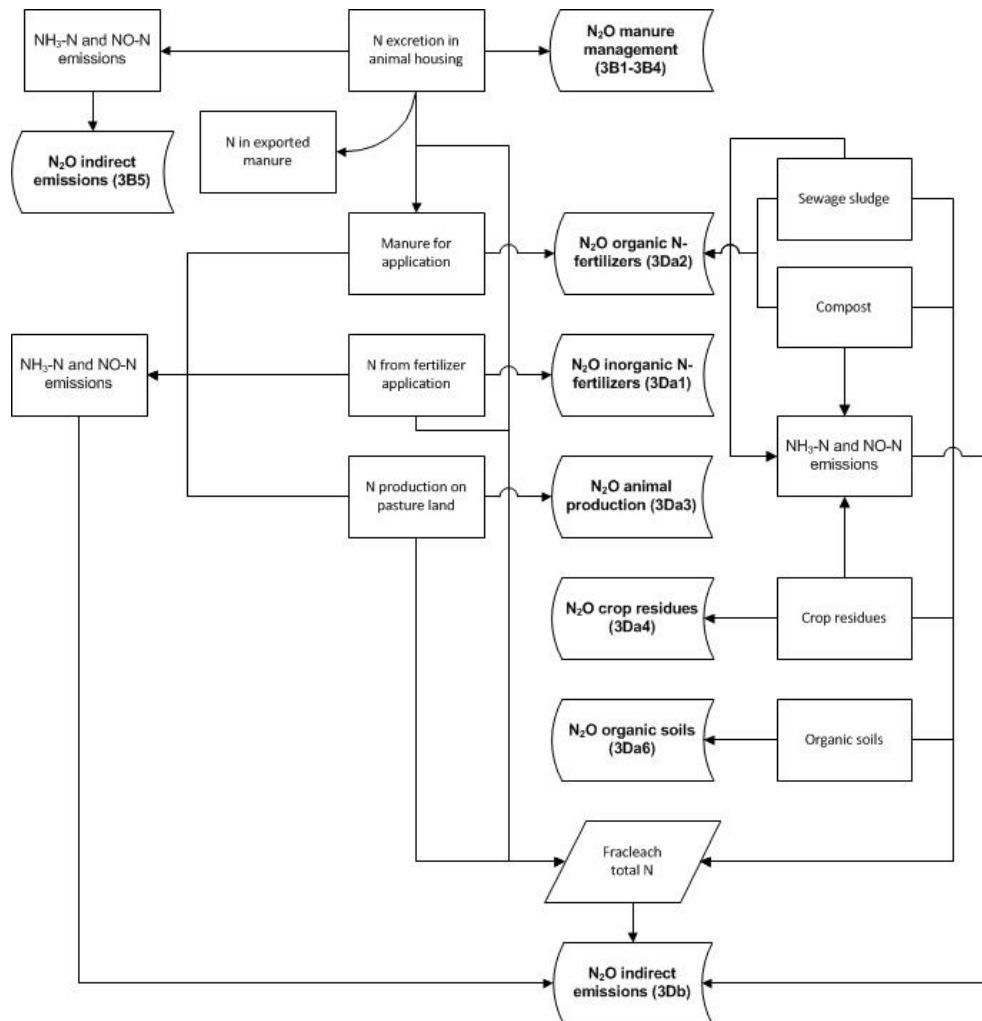 NH₃-N and NO-N
emissions
N excretion in
animal housing
N₂O manure
management
(3B1-3B4)
N₂O indirect
emissions (3B5)
N in exported
manure
Sewage sludge
Manure for
application
N₂O organic N-
fertilizers (3Da2)
Compost
NH₃-N and NO-N
emissions
N from fertilizer
application
N₂O inorganic N-
fertilizers (3Da1)
NH₃-N and NO-N
emissions
N production on
pasture land
N₂O animal
production (3Da3)
N₂O crop residues
(3Da4)
Crop residues
N₂O organic soils
(3Da6)
Organic soils
Fracleach
total N
N₂O indirect
emissions (3Db)